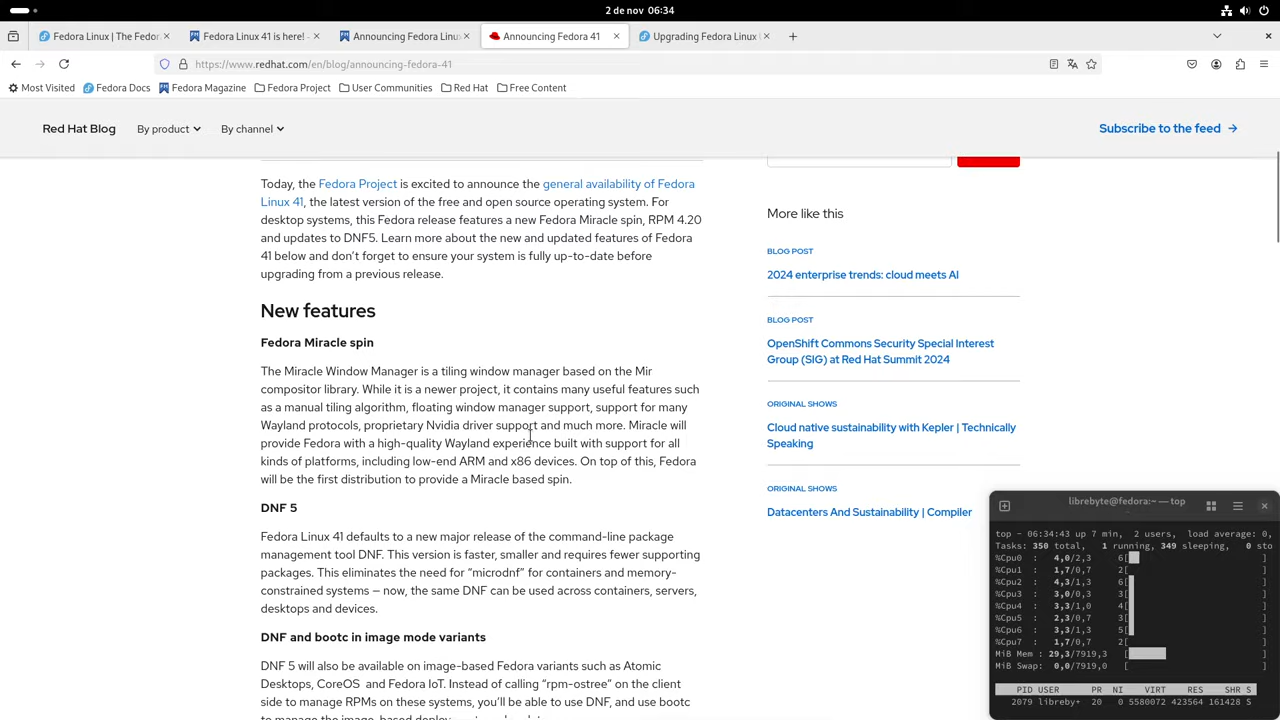 2 de nov 06:34
Fedora Linux | The Fedor
Fedora Linux 41 is here! -
Announcing Fedora Linux
Announcing Fedora 41
Upgrading Fedora Linux U
https://www.redhat.com/en/blog/announcing-fedora-41
Most Visited Fedora Docs Fedora Magazine Fedora Project User Communities Red Hat Free Content
Red Hat Blog By product By channel Subscribe to the feed
Today, the Fedora Project is excited to announce the general availability of Fedora
Linux 41, the latest version of the free and open source operating system. For
desktop systems, this Fedora release features a new Fedora Miracle spin, RPM 4.20
and updates to DNF5. Learn more about the new and updated features of Fedora
41 below and don't forget to ensure your system is fully up-to-date before
upgrading from a previous release.
New features
Fedora Miracle spin
The Miracle Window Manager is a tiling window manager based on the Mir
compositor library. While it is a newer project, it contains many useful features such
as a manual tiling algorithm, floating window manager support, support for many
Wayland protocols, proprietary Nvidia driver support and much more. Miracle will
provide Fedora with a high-quality Wayland experience built with support for all
kinds of platforms, including low-end ARM and x86 devices. On top of this, Fedora
will be the first distribution to provide a Miracle based spin.
DNF 5
Fedora Linux 41 defaults to a new major release of the command-line package
management tool DNF. This version is faster, smaller and requires fewer supporting
packages. This eliminates the need for "microdnf" for containers and memory-
constrained systems — now, the same DNF can be used across containers, servers,
desktops and devices.
DNF and bootc in image mode variants
DNF 5 will also be available on image-based Fedora variants such as Atomic
Desktops, CoreOS and Fedora IoT. Instead of calling "rpm-ostree" on the client
side to manage RPMs on these systems, you'll be able to use DNF, and use bootc
More like this
BLOG POST
2024 enterprise trends: cloud meets AI
BLOG POST
OpenShift Commons Security Special Interest
Group (SIG) at Red Hat Summit 2024
ORIGINAL SHOWS
Cloud native sustainability with Kepler | Technically
Speaking
ORIGINAL SHOWS
Datacenters And Sustainability | Compiler
librebyte@fedora:~ — top
top - 06:34:43 up 7 min, 2 users, load average: 0,
Tasks: 350 total, 1 running, 349 sleeping, 0 sto
%Cpu0 : 4,0/2,3 6[ ]
%Cpu1 : 1,7/0,7 2[ ]
%Cpu2 : 4,3/1,3 6[ ]
%Cpu3 : 3,0/0,3 3[ ]
%Cpu4 : 3,3/1,0 4[ ]
%Cpu5 : 2,3/0,7 3[ ]
%Cpu6 : 3,3/1,3 5[ ]
%Cpu7 : 1,7/0,7 2[ ]
MiB Mem : 29,3/7919,3 [ ]
MiB Swap: 0,0/7919,0 [ ]
PID USER PR NI VIRT RES SHR S
2079 libreby+ 20 0 5580072 423564 161428 S